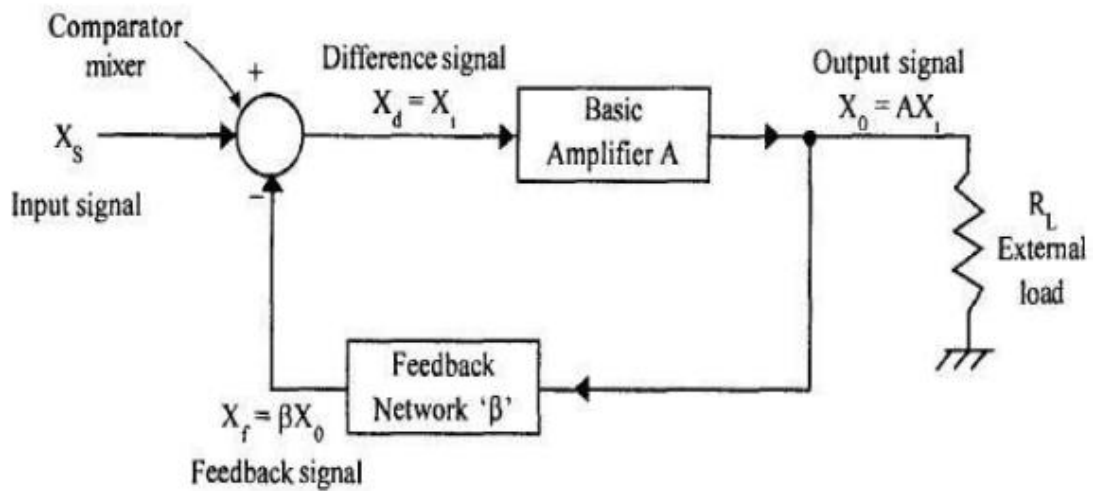 Comparator
mixer
+
Difference signal
X_d = X_i
Output signal
X_0 = AX_i
Basic
Amplifier A
X_S
Input signal
−
R_L
External
load
Feedback
Network ‘β’
X_f = βX_0
Feedback signal